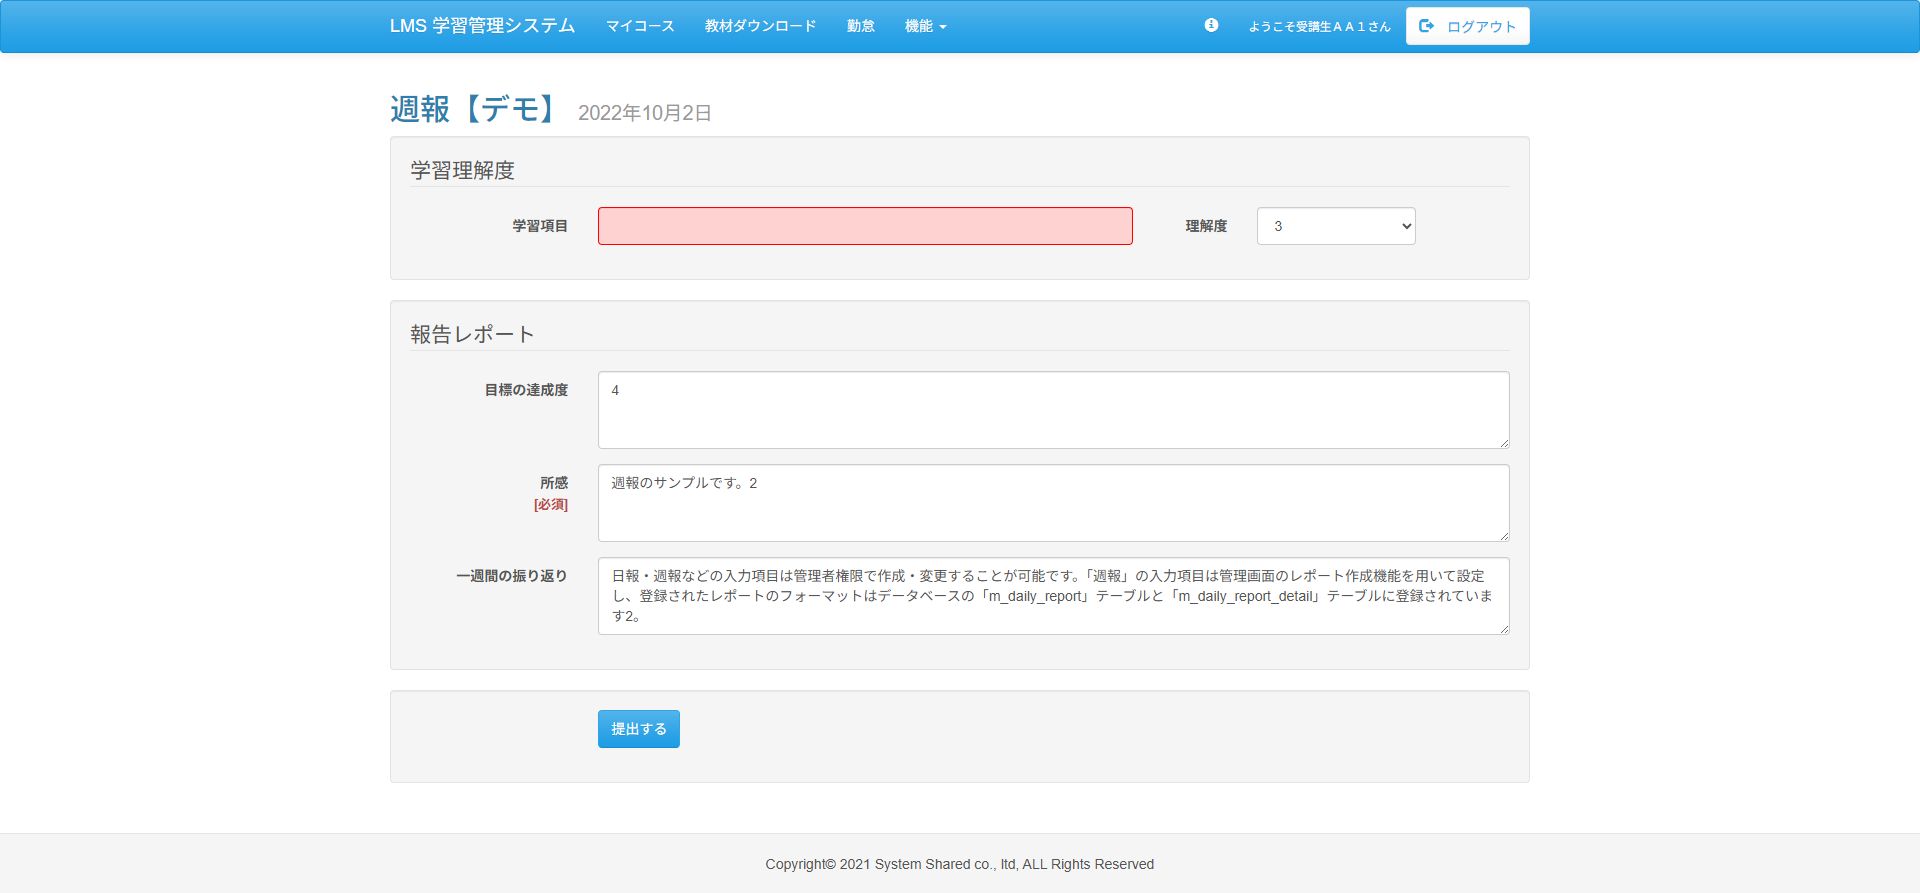 LMS 学習管理システム マイコース 教材ダウンロード 勤怠 機能 ようこそ受講生ＡＡ１さん ログアウト
週報【デモ】 2022年10月2日
学習理解度
学習項目 理解度 3
報告レポート
目標の達成度 4
所感 週報のサンプルです。2
[必須]
一週間の振り返り 日報・週報などの入力項目は管理者権限で作成・変更することが可能です。「週報」の入力項目は管理画面のレポート作成機能を用いて設定
し、登録されたレポートのフォーマットはデータベースの「m_daily_report」テーブルと「m_daily_report_detail」テーブルに登録されていま
す2。
提出する
Copyright© 2021 System Shared co., ltd, ALL Rights Reserved